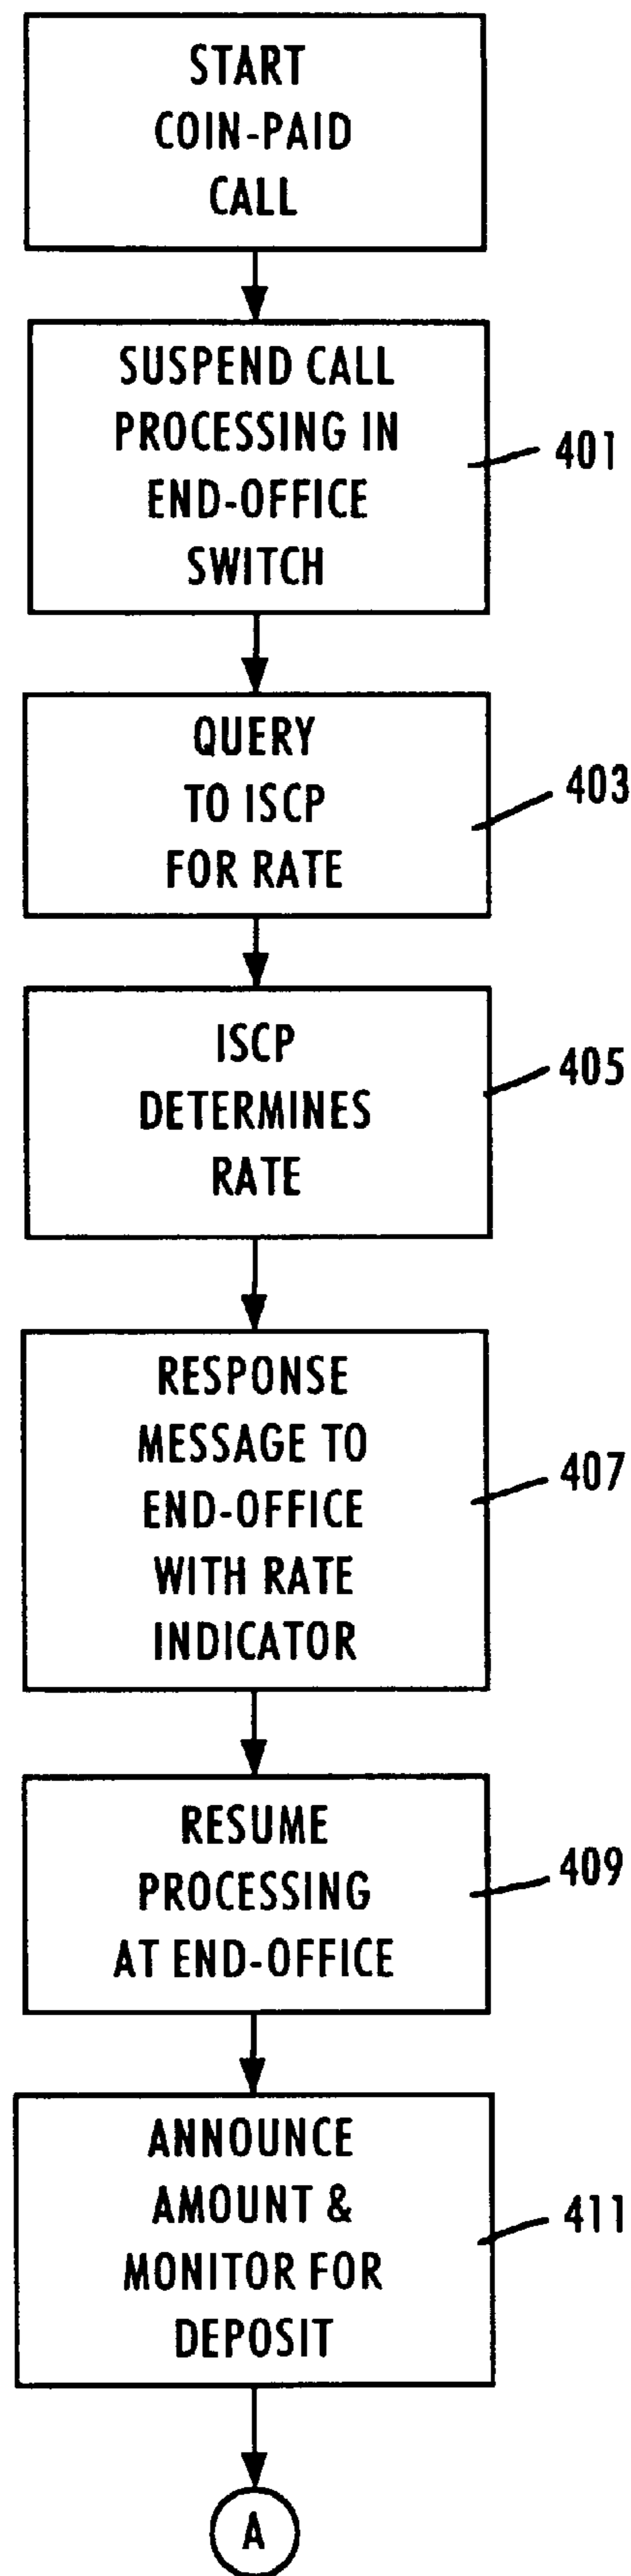 START
COIN-PAID
CALL
SUSPEND CALL
PROCESSING IN
END-OFFICE
SWITCH
401
QUERY
TO ISCP
FOR RATE
403
ISCP
DETERMINES
RATE
405
RESPONSE
MESSAGE TO
END-OFFICE
WITH RATE
INDICATOR
407
RESUME
PROCESSING
AT END-OFFICE
409
ANNOUNCE
AMOUNT &
MONITOR FOR
DEPOSIT
411
A